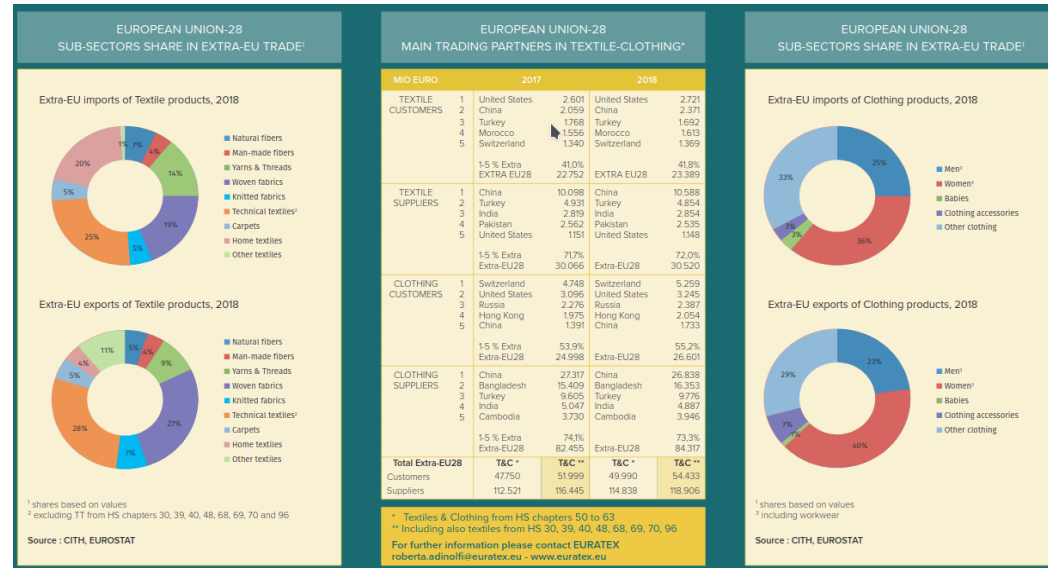 EUROPEAN UNION-28
SUB-SECTORS SHARE IN EXTRA-EU TRADE¹
Extra-EU imports of Textile products, 2018
1% 7%
4%
14%
19%
5%
25%
5%
20%
Natural fibers
Man-made fibers
Yarns & Threads
Woven fabrics
Knitted fabrics
Technical textiles²
Carpets
Home textiles
Other textiles
Extra-EU exports of Textile products, 2018
5%
4%
9%
27%
7%
28%
5%
4%
11%
Natural fibers
Man-made fibers
Yarns & Threads
Woven fabrics
Knitted fabrics
Technical textiles²
Carpets
Home textiles
Other textiles
¹ shares based on values
² excluding TT from HS chapters 30, 39, 40, 48, 68, 69, 70 and 96
Source : CITH, EUROSTAT
EUROPEAN UNION-28
MAIN TRADING PARTNERS IN TEXTILE-CLOTHING*
MIO EURO 2017 2018
TEXTILE 1 United States 2.601 United States 2.721
CUSTOMERS 2 China 2.059 China 2.371
3 Turkey 1.768 Turkey 1.692
4 Morocco 1.556 Morocco 1.613
5 Switzerland 1.340 Switzerland 1.369
1-5 % Extra 41,0% 41,8%
EXTRA EU28 22.752 EXTRA EU28 23.389
TEXTILE 1 China 10.098 China 10.588
SUPPLIERS 2 Turkey 4.931 Turkey 4.854
3 India 2.819 India 2.854
4 Pakistan 2.562 Pakistan 2.535
5 United States 1.151 United States 1.148
1-5 % Extra 71,7% 72,0%
Extra-EU28 30.066 Extra-EU28 30.520
CLOTHING 1 Switzerland 4.748 Switzerland 5.259
CUSTOMERS 2 United States 3.096 United States 3.245
3 Russia 2.276 Russia 2.387
4 Hong Kong 1.975 Hong Kong 2.054
5 China 1.391 China 1.733
1-5 % Extra 53,9% 55,2%
Extra-EU28 24.998 Extra-EU28 26.601
CLOTHING 1 China 27.317 China 26.838
SUPPLIERS 2 Bangladesh 15.409 Bangladesh 16.353
3 Turkey 9.605 Turkey 9.776
4 India 5.047 India 4.887
5 Cambodia 3.730 Cambodia 3.946
1-5 % Extra 74,1% 73,3%
Extra-EU28 82.455 Extra-EU28 84.317
Total Extra-EU28 T&C * T&C ** T&C * T&C **
Customers 47.750 51.999 49.990 54.433
Suppliers 112.521 116.445 114.838 118.906
* Textiles & Clothing from HS chapters 50 to 63
** Including also textiles from HS 30, 39, 40, 48, 68, 69, 70, 96
For further information please contact EURATEX
roberta.adinolfi@euratex.eu - www.euratex.eu
EUROPEAN UNION-28
SUB-SECTORS SHARE IN EXTRA-EU TRADE¹
Extra-EU imports of Clothing products, 2018
25%
36%
3%
3%
33%
Men³
Women³
Babies
Clothing accessories
Other clothing
Extra-EU exports of Clothing products, 2018
23%
40%
1%
7%
29%
Men³
Women³
Babies
Clothing accessories
Other clothing
¹ shares based on values
³ including workwear
Source : CITH, EUROSTAT